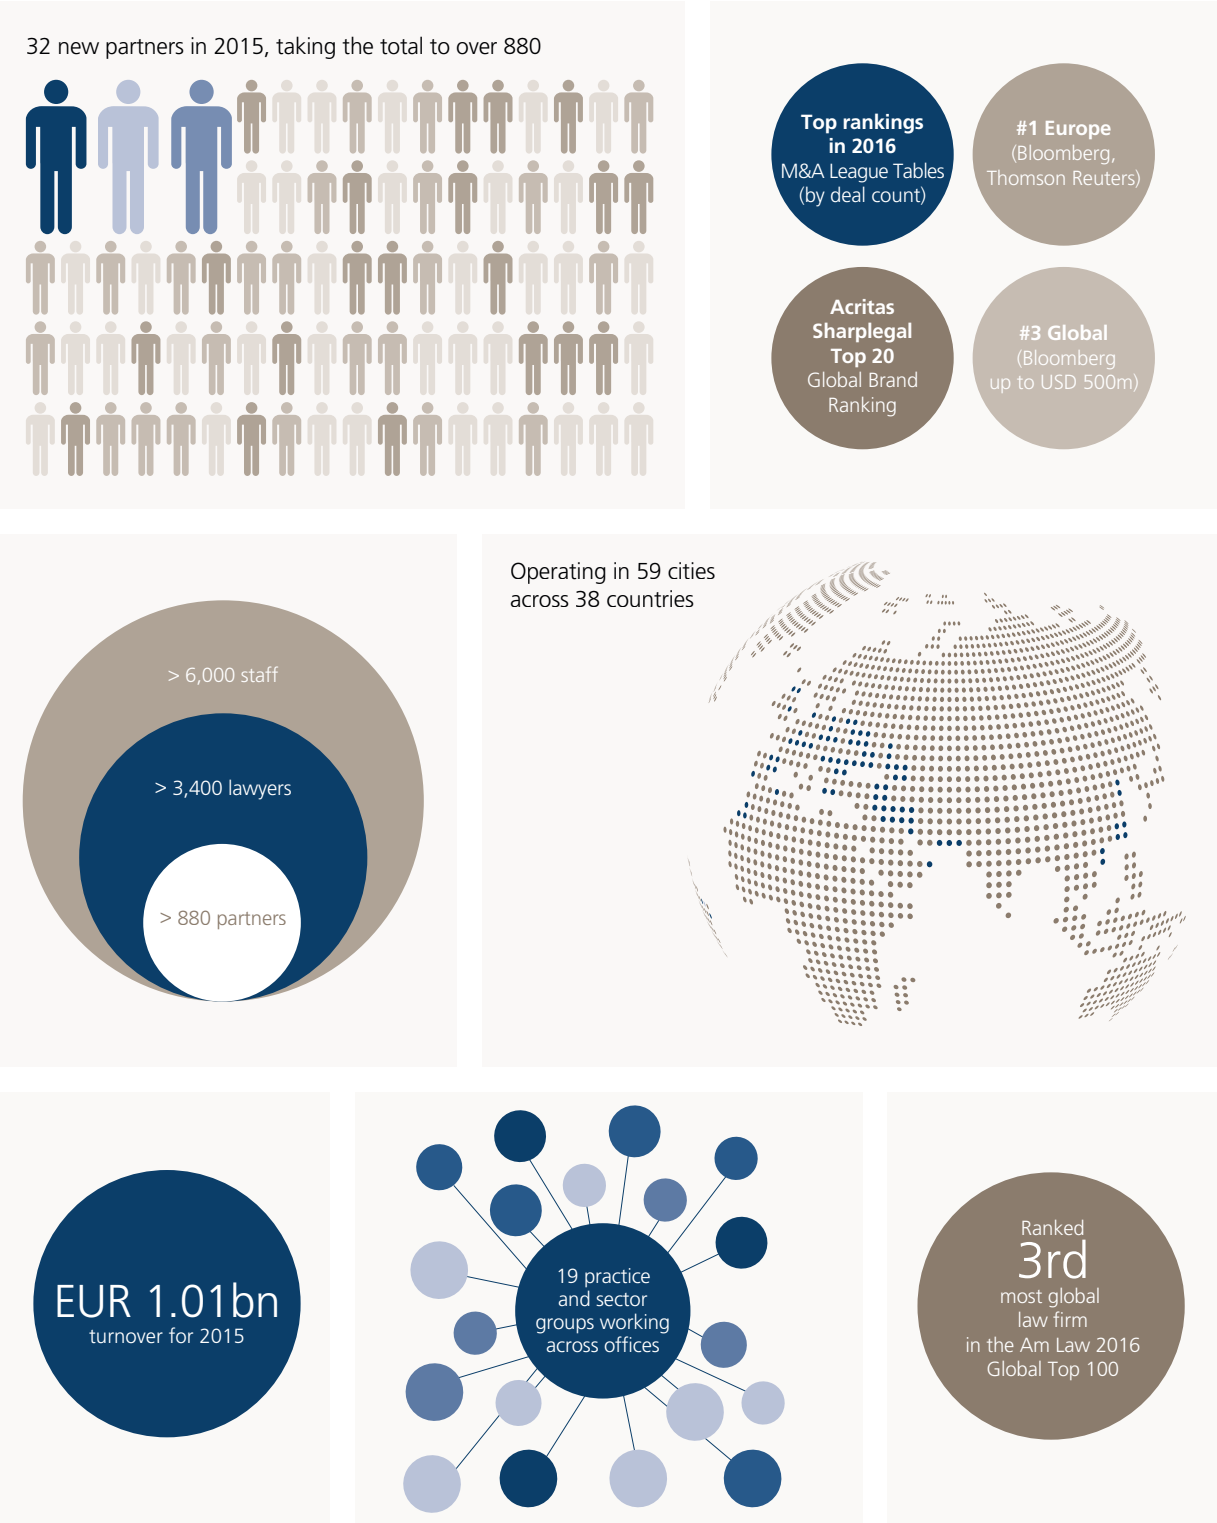 32 new partners in 2015, taking the total to over 880
Top rankings
in 2016
M&A League Tables
(by deal count)
#1 Europe
(Bloomberg,
Thomson Reuters)
Acritas
Sharplegal
Top 20
Global Brand
Ranking
#3 Global
(Bloomberg
up to USD 500m)
> 6,000 staff
> 3,400 lawyers
> 880 partners
Operating in 59 cities
across 38 countries
EUR 1.01bn
turnover for 2015
19 practice
and sector
groups working
across offices
Ranked
3rd
most global
law firm
in the Am Law 2016
Global Top 100